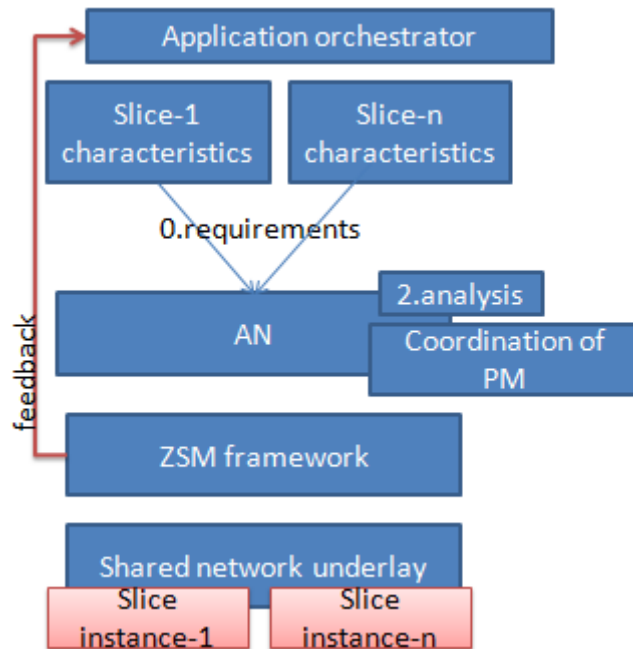 Application orchestrator
Slice-1
characteristics
Slice-n
characteristics
0.requirements
2.analysis
AN
Coordination of
PM
feedback
ZSM framework
Shared network underlay
Slice
instance-1
Slice
instance-n